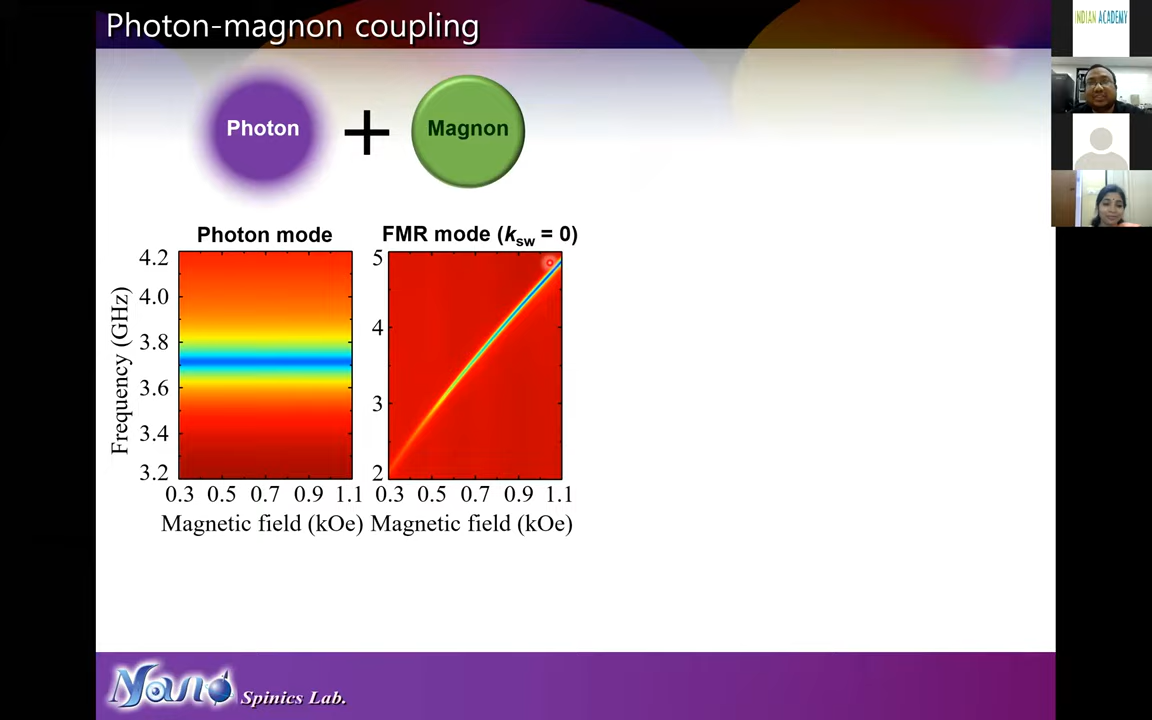 Photon-magnon coupling
INDIAN ACADEMY
Photon
+
Magnon
Photon mode
FMR mode (ksw = 0)
Frequency (GHz)
4.2
4.0
3.8
3.6
3.4
3.2
0.3 0.5 0.7 0.9 1.1
Magnetic field (kOe)
5
4
3
2
0.3 0.5 0.7 0.9 1.1
Magnetic field (kOe)
Nano Spinics Lab.